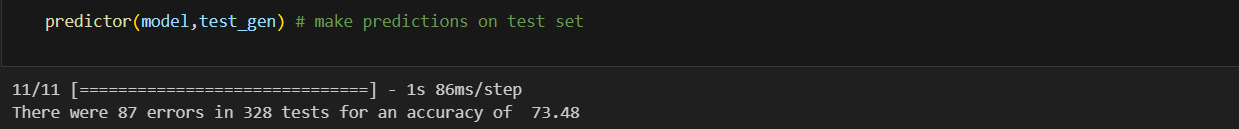 predictor(model,test_gen) # make predictions on test set
11/11 [==============================] - 1s 86ms/step
There were 87 errors in 328 tests for an accuracy of  73.48